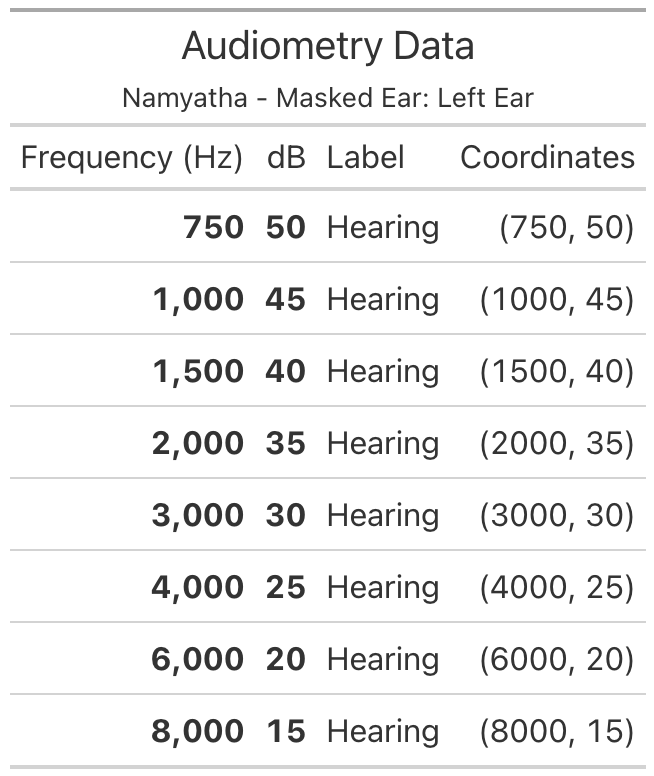 Audiometry Data
Namyatha - Masked Ear: Left Ear
Frequency (Hz) dB Label Coordinates
750 50 Hearing (750, 50)
1,000 45 Hearing (1000, 45)
1,500 40 Hearing (1500, 40)
2,000 35 Hearing (2000, 35)
3,000 30 Hearing (3000, 30)
4,000 25 Hearing (4000, 25)
6,000 20 Hearing (6000, 20)
8,000 15 Hearing (8000, 15)